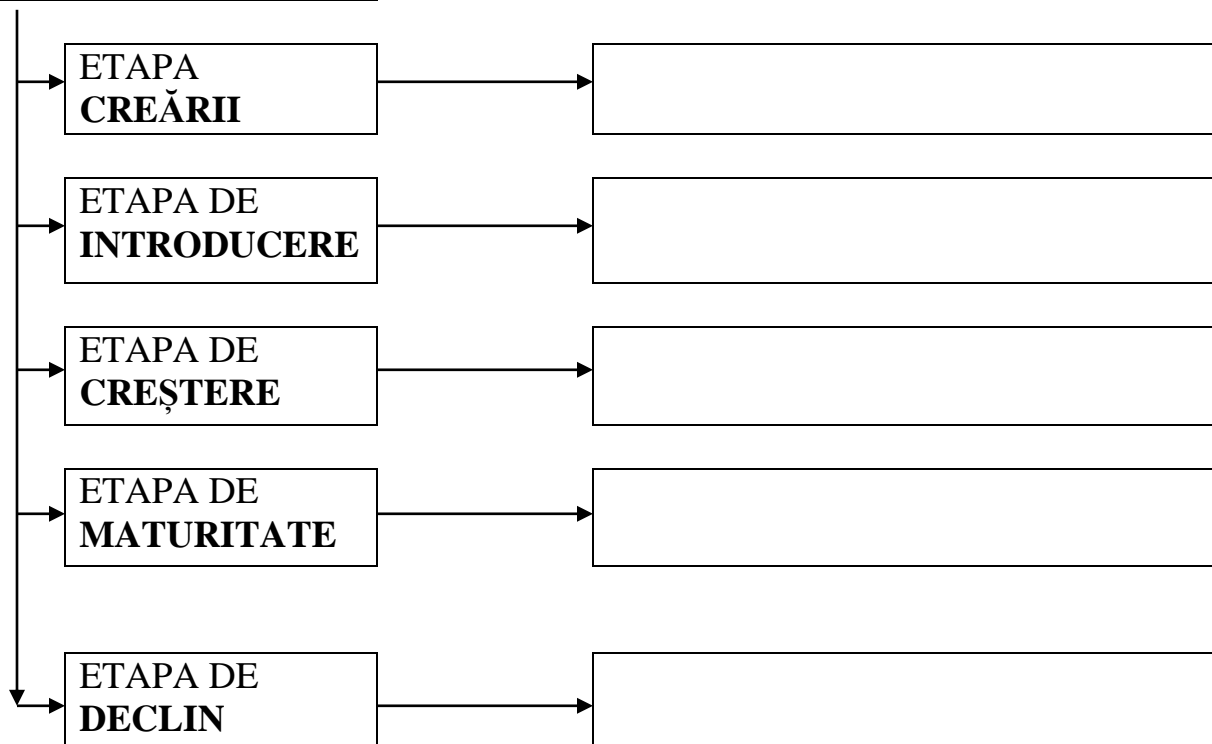 ETAPA
CREĂRII
ETAPA DE
INTRODUCERE
ETAPA DE
CREȘTERE
ETAPA DE
MATURITATE
ETAPA DE
DECLIN